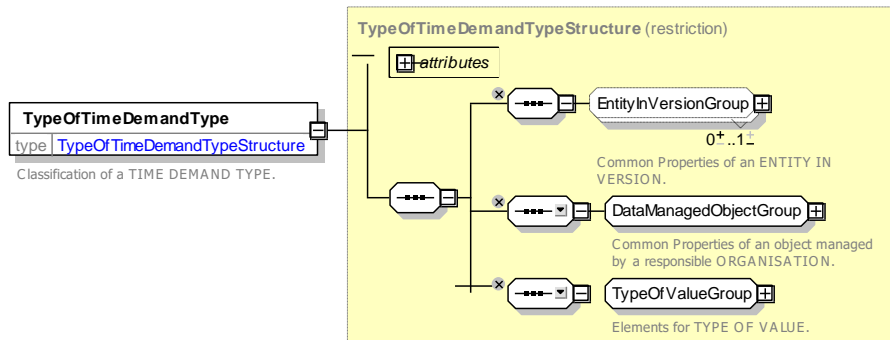 TypeOfTimeDemandTypeStructure (restriction)
attributes
TypeOfTimeDemandType
type TypeOfTimeDemandTypeStructure
Classification of a TIME DEMAND TYPE.
EntityInVersionGroup
0..1
Common Properties of an ENTITY IN
VERSION.
DataManagedObjectGroup
Common Properties of an object managed
by a responsible ORGANISATION.
TypeOfValueGroup
Elements for TYPE OF VALUE.